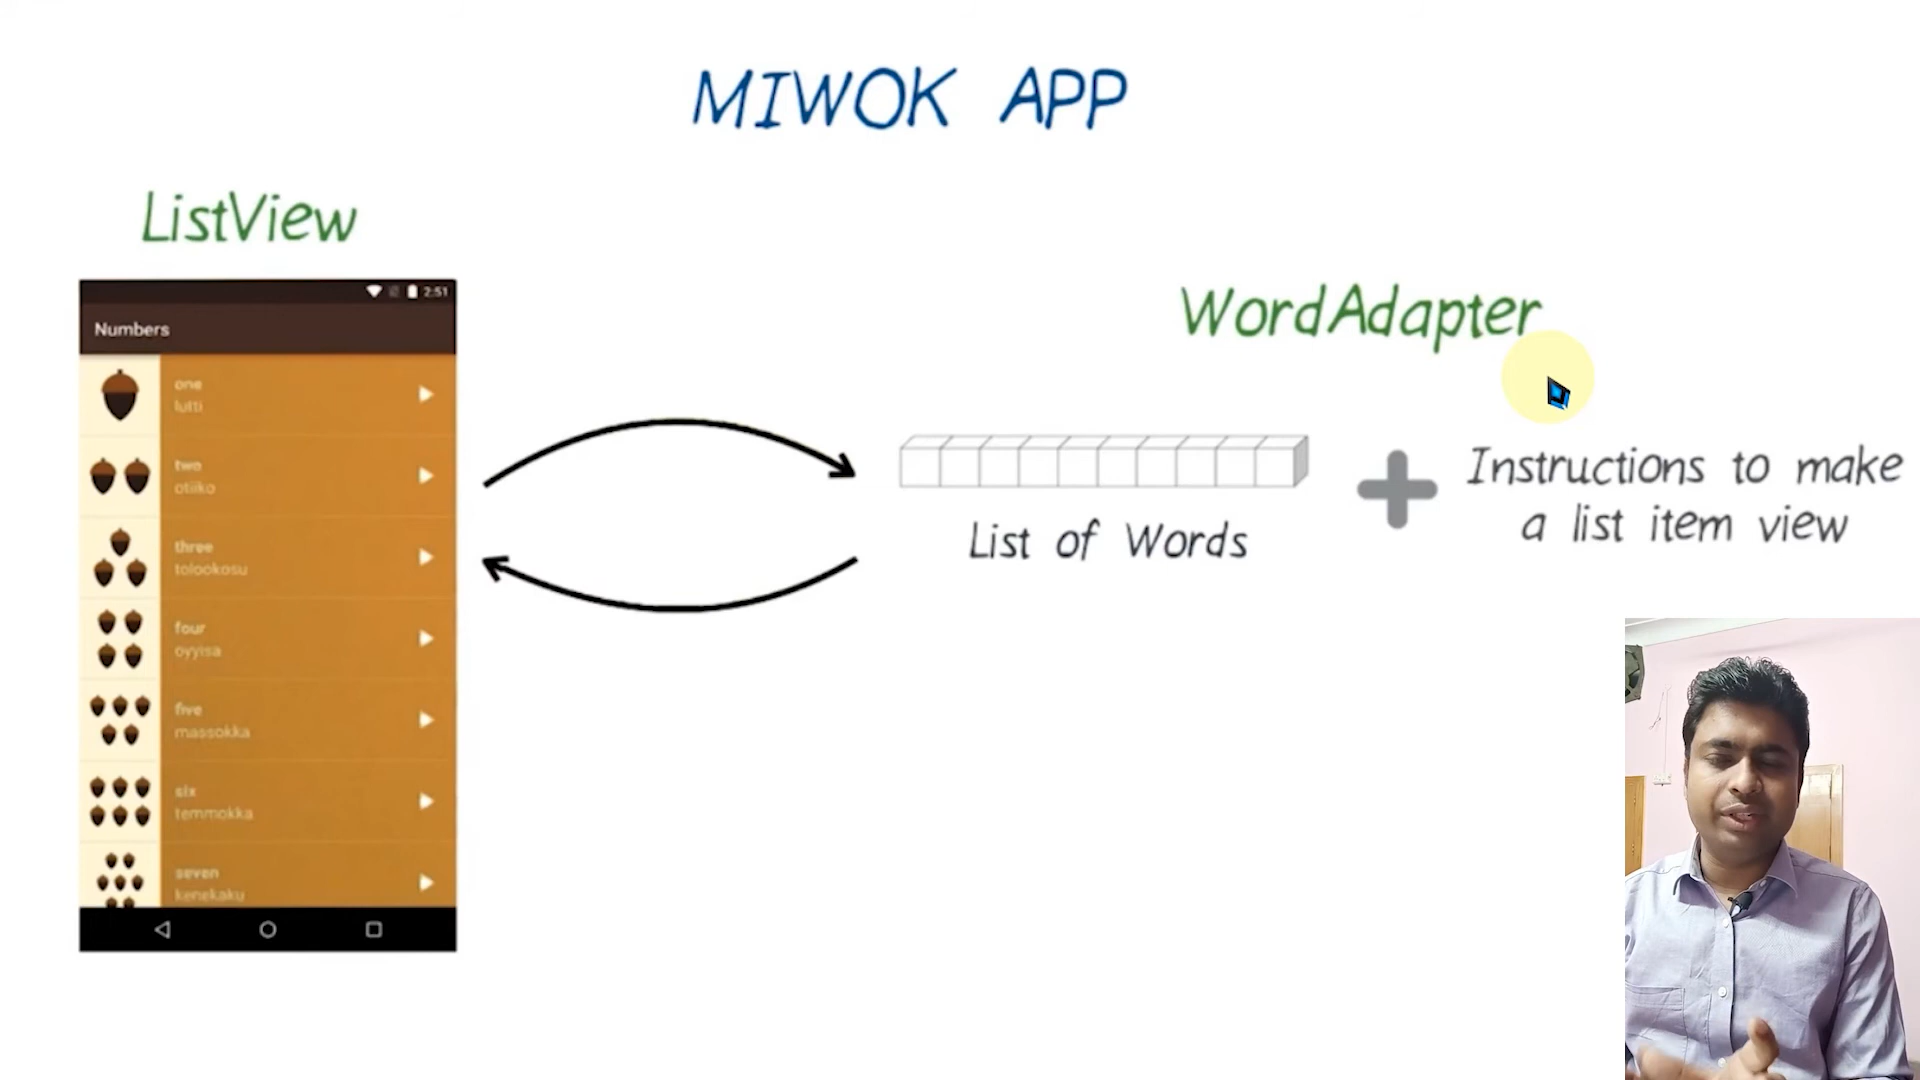 MIWOK APP
ListView
2:51
Numbers
one
lutti
two
otiiko
three
tolookosu
four
oyyisa
five
massokka
six
temmokka
seven
kenekaku
WordAdapter
List of Words
Instructions to make
a list item view